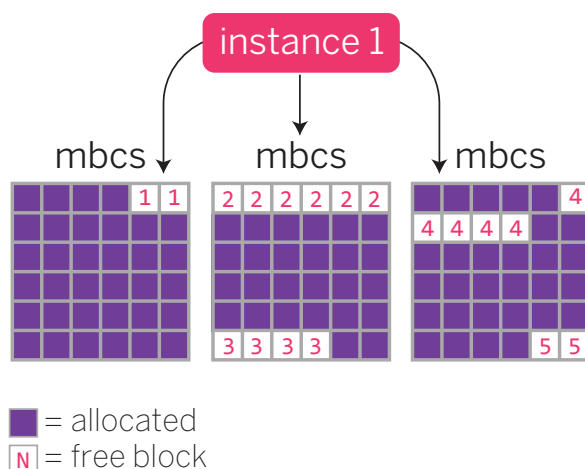 instance 1
mbcs mbcs mbcs
1 1 2 2 2 2 2 2 4
4 4 4 4
3 3 3 3 5 5
= allocated
N = free block